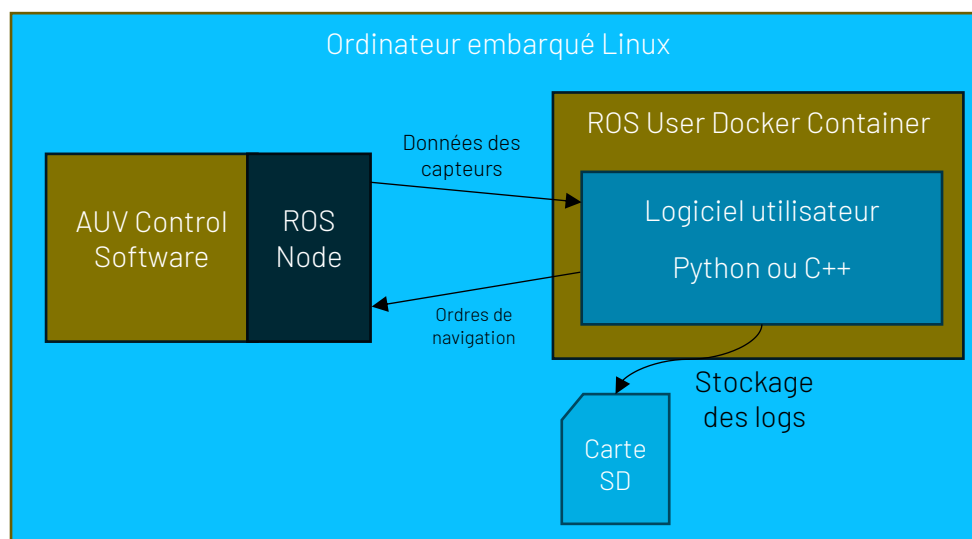 Ordinateur embarqué Linux
ROS User Docker Container
Données des
capteurs
AUV Control
Software
ROS
Node
Logiciel utilisateur
Python ou C++
Ordres de
navigation
Stockage
des logs
Carte
SD